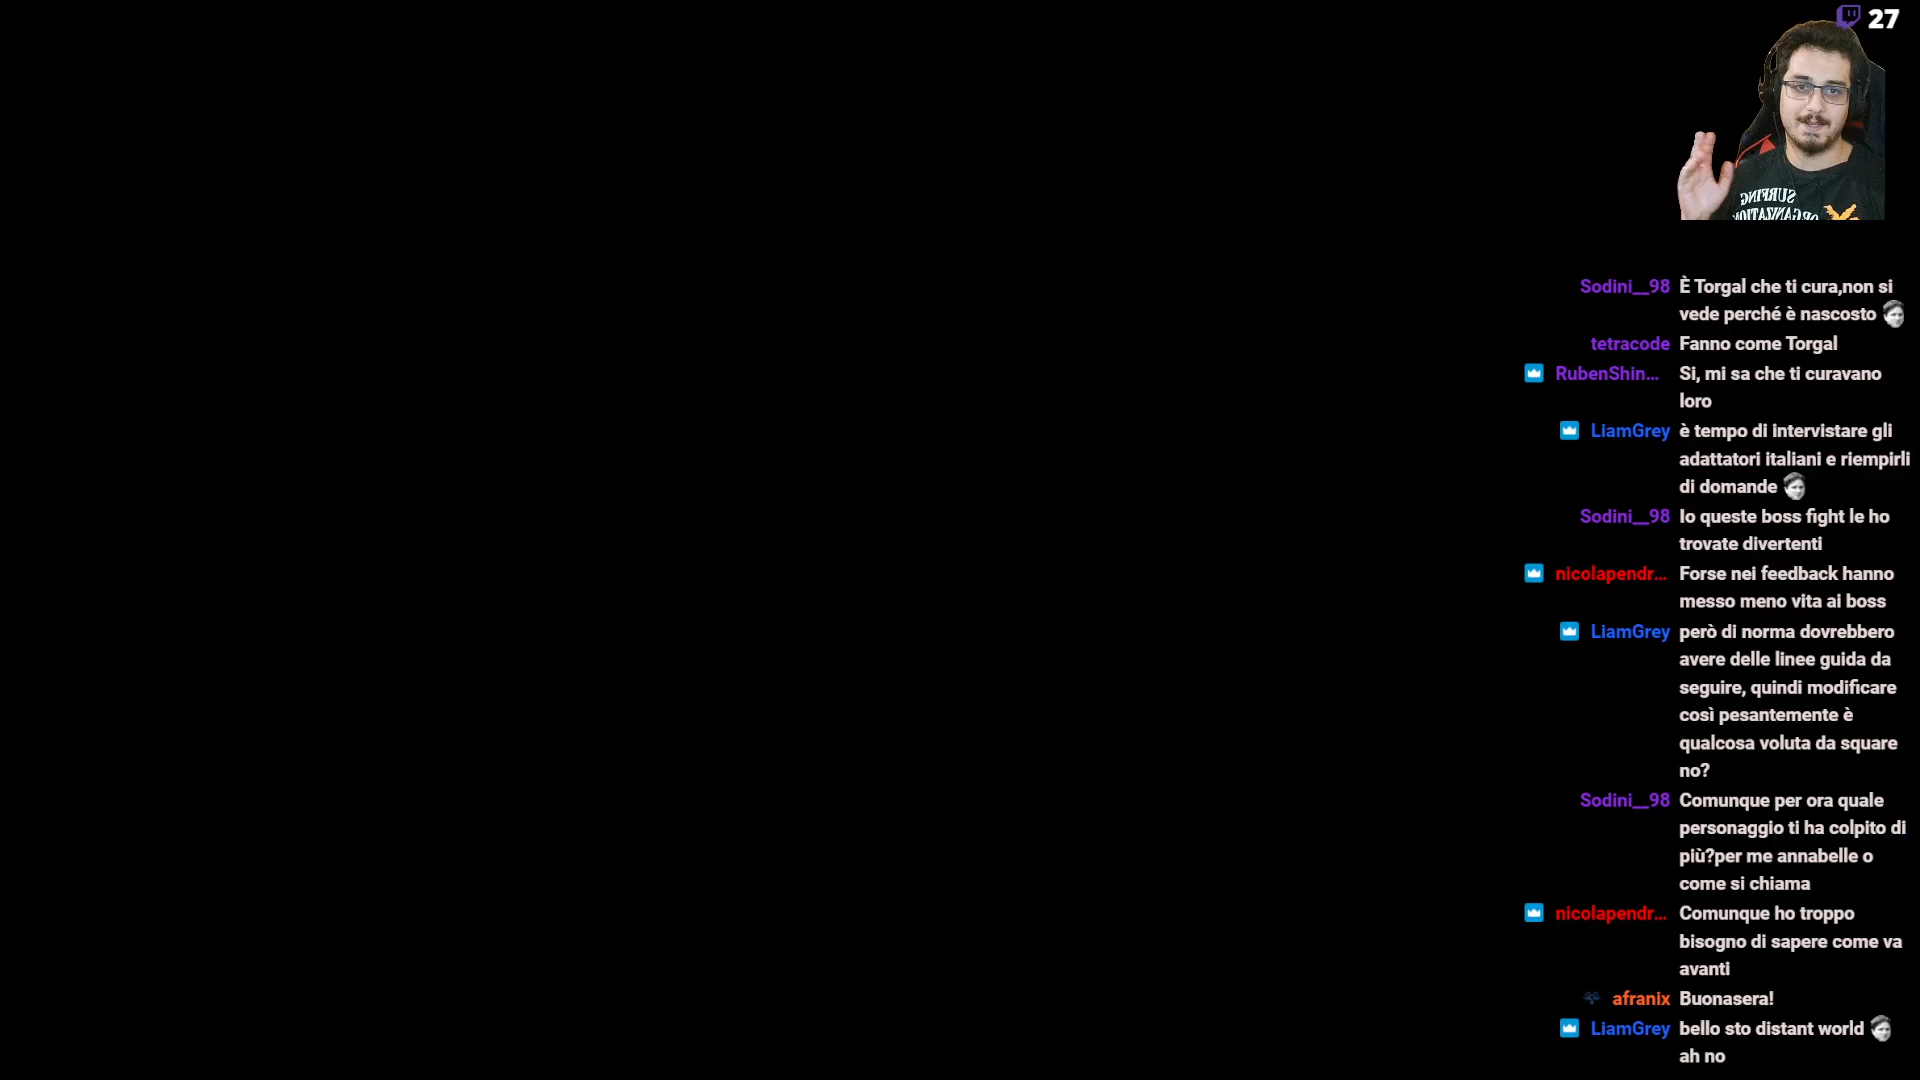 27
SURFING
ORGANIZATION
Sodini__98 È Torgal che ti cura,non si
vede perché è nascosto
tetracode Fanno come Torgal
RubenShin... Si, mi sa che ti curavano
loro
LiamGrey è tempo di intervistare gli
adattatori italiani e riempirli
di domande
Sodini__98 Io queste boss fight le ho
trovate divertenti
nicolapendr... Forse nei feedback hanno
messo meno vita ai boss
LiamGrey però di norma dovrebbero
avere delle linee guida da
seguire, quindi modificare
così pesantemente è
qualcosa voluta da square
no?
Sodini__98 Comunque per ora quale
personaggio ti ha colpito di
più?per me annabelle o
come si chiama
nicolapendr... Comunque ho troppo
bisogno di sapere come va
avanti
afranix Buonasera!
LiamGrey bello sto distant world
ah no